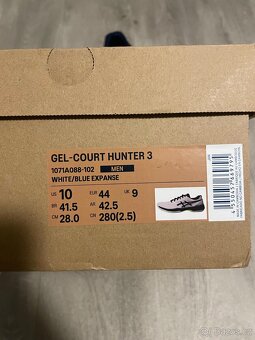 GEL-COURT HUNTER 3
1071A088-102 MEN
WHITE/BLUE EXPANSE
US 10 EUR 44 UK 9
BR 41.5 AR 42.5
CM 28.0 CN 280(2.5)